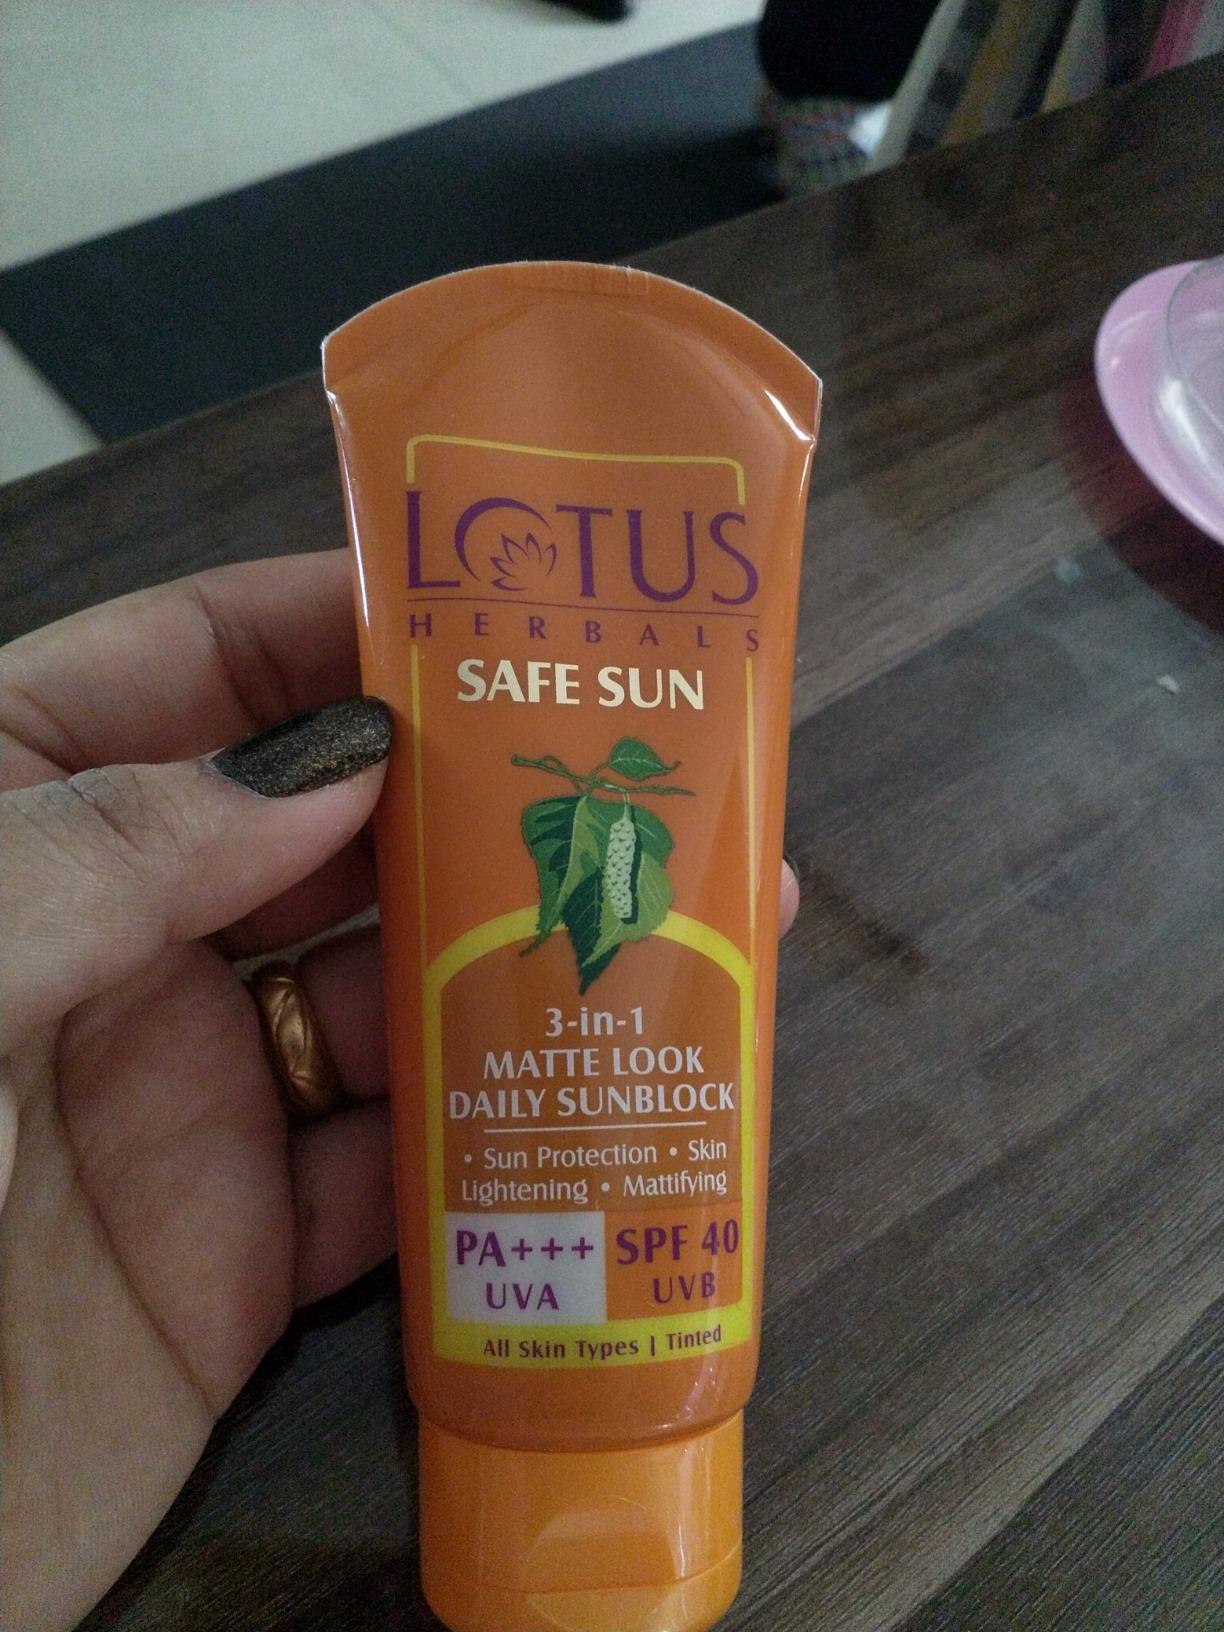 LOTUS
HERBALS
SAFE SUN
3-in-1
MATTE LOOK
DAILY SUNBLOCK
• Sun Protection • Skin
Lightening • Mattifying
PA+++ SPF 40
UVA UVB
All Skin Types | Tinted